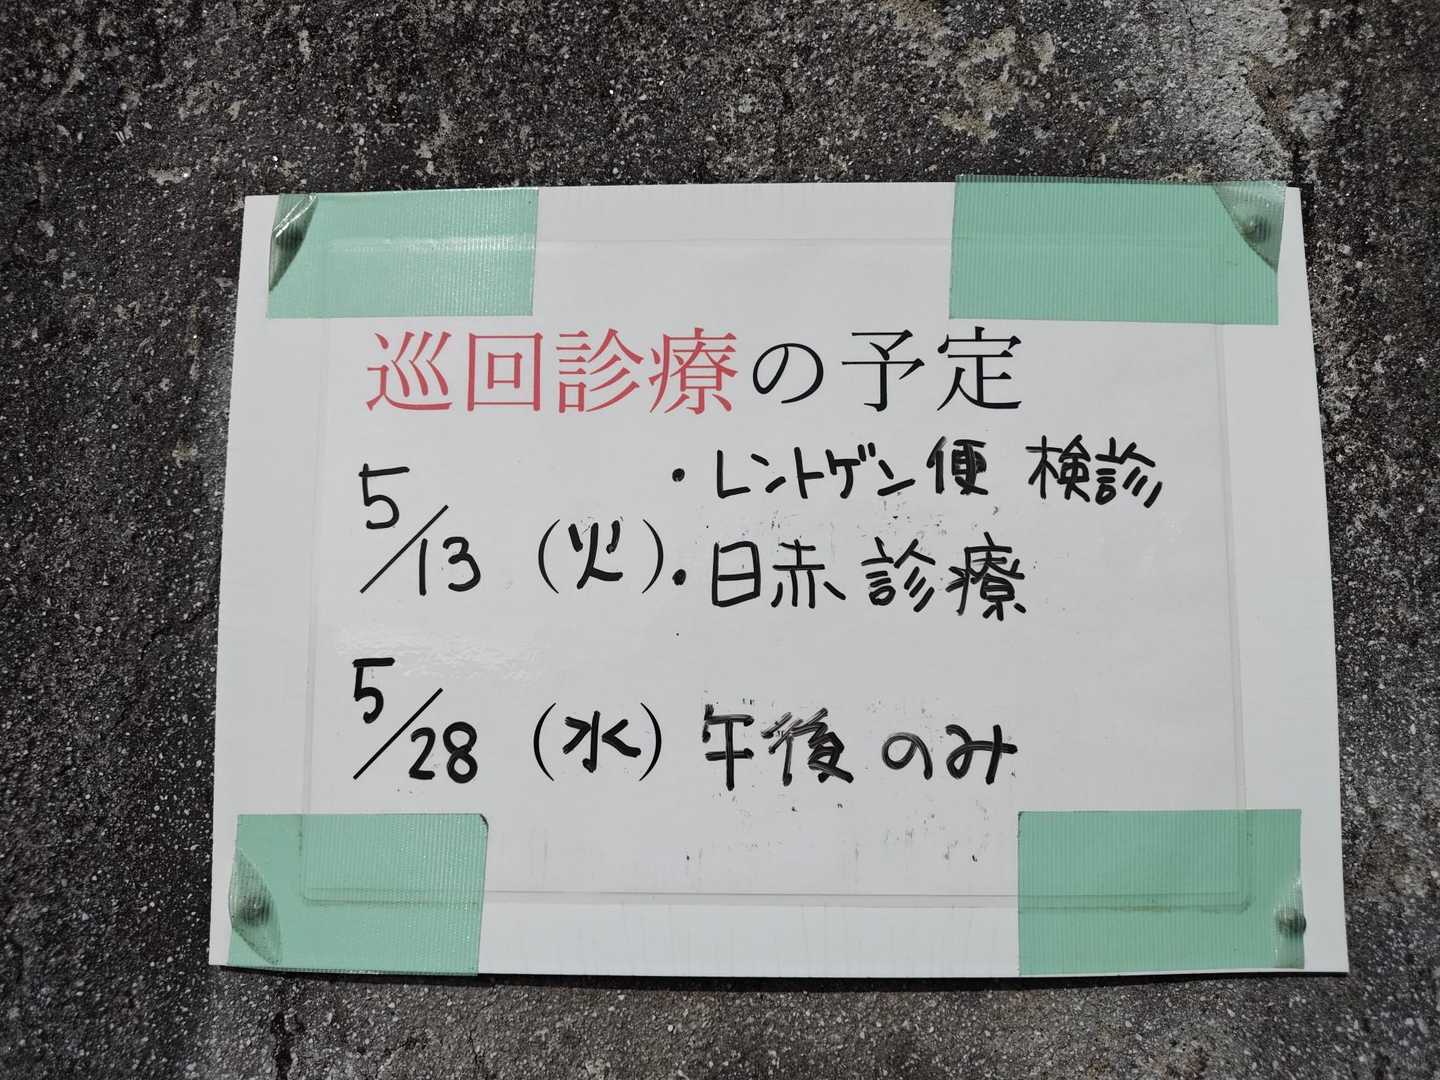 巡回診療の予定
・レントゲン便 検診
5/13 (火)・日赤 診療
5/28 (水) 午後 のみ